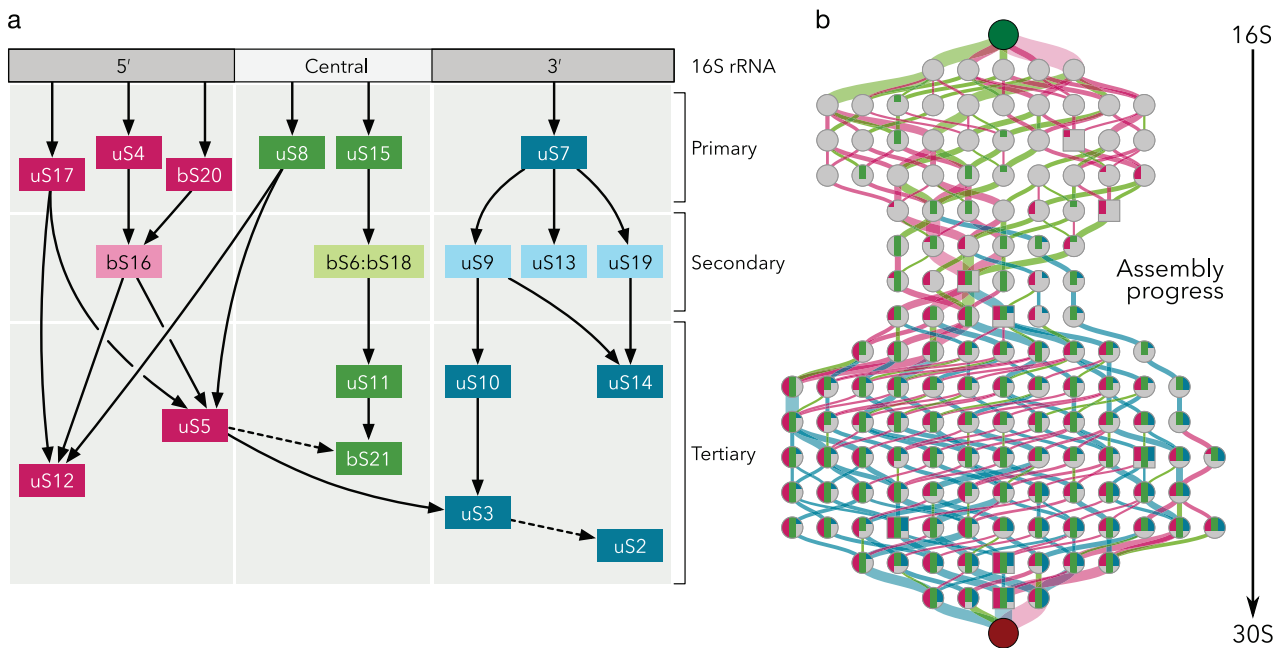 a
5′ Central 3′ 16S rRNA
Primary
uS17 uS4 bS20 uS8 uS15 uS7
Secondary
bS16 bS6:bS18 uS9 uS13 uS19
Tertiary
uS11 uS10 uS14
uS5
bS21
uS12
uS3
uS2
b
16S
Assembly
progress
30S